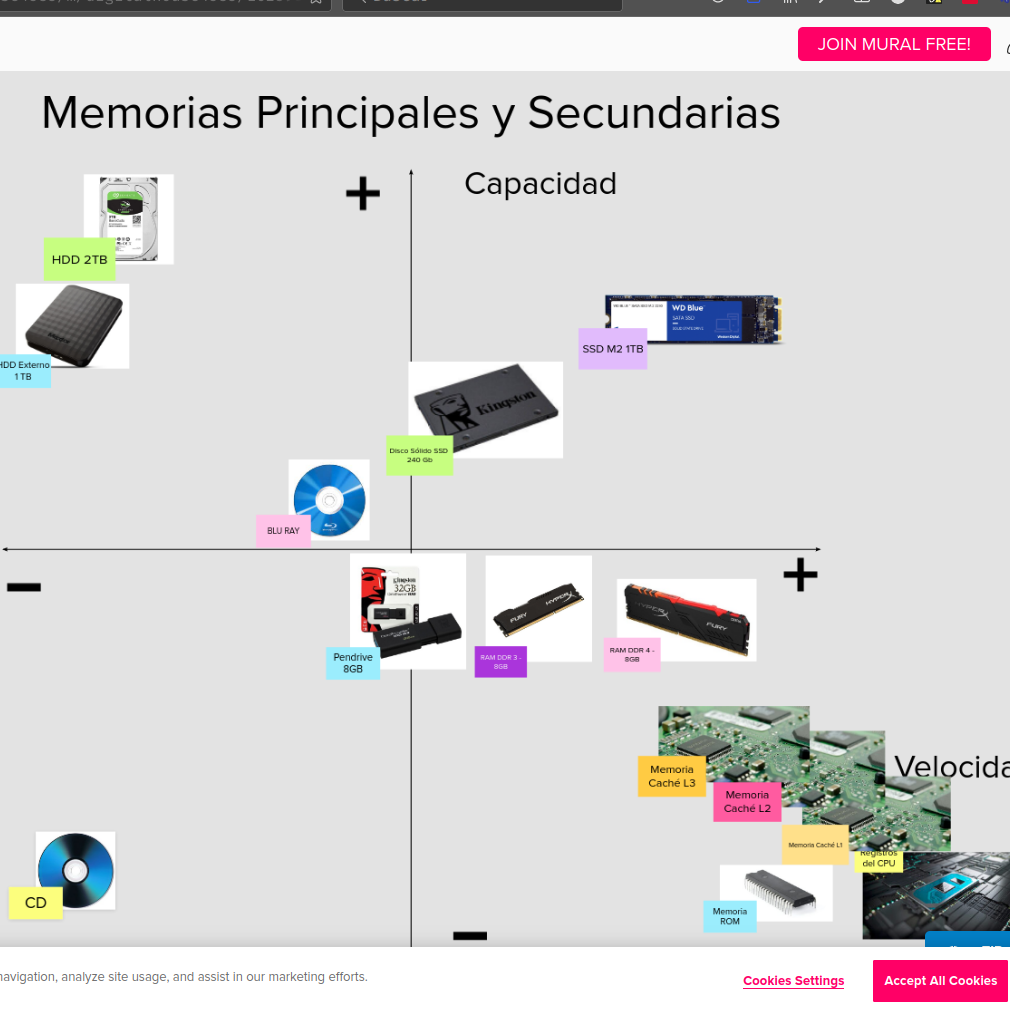 JOIN MURAL FREE!
Memorias Principales y Secundarias
+
Capacidad
HDD 2TB
WD Blue
SATA SSD
SSD M2 1TB
HDD Externo
1 TB
Kingston
Disco Sólido SSD
240 Gb
BLU RAY
−
+
Kingston
32GB
HYPERX
FURY
HYPERX
FURY
Pendrive
8GB
RAM DDR 3 -
8GB
RAM DDR 4 -
8GB
Memoria
Caché L3
Velocida
Memoria
Caché L2
Memoria Caché L1
Registros
del CPU
CD
Memoria
ROM
−
navigation, analyze site usage, and assist in our marketing efforts.
Cookies Settings
Accept All Cookies